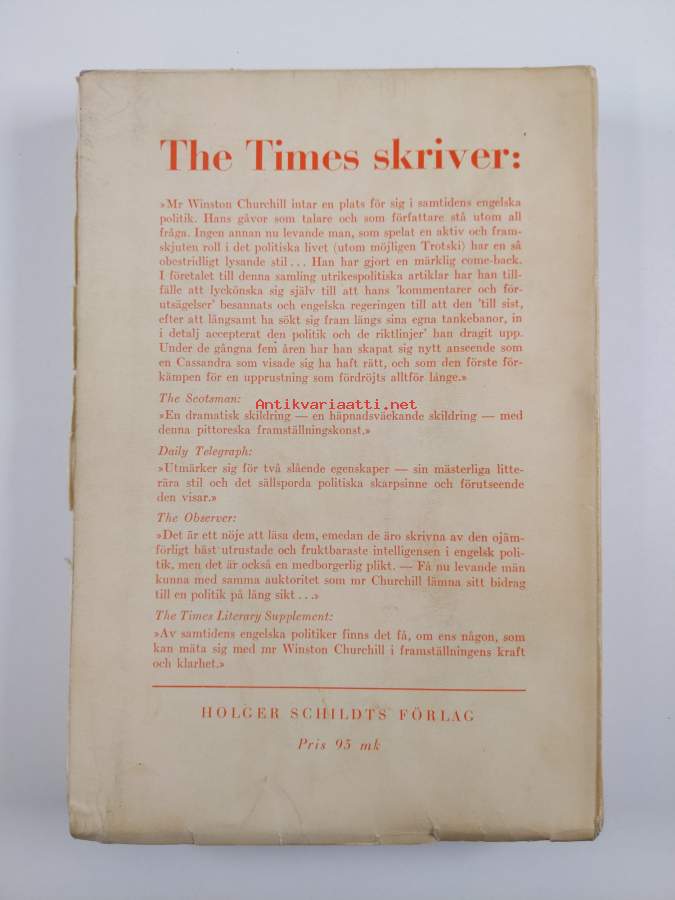 The Times skriver:
»Mr Winston Churchill intar en plats för sig i samtidens engelska
politik. Hans gåvor som talare och som författare stå utom all
fråga. Ingen annan nu levande man, som spelat en aktiv och fram-
skjuten roll i det politiska livet (utom möjligen Trotski) har en så
obestridligt lysande stil ... Han har gjort en märklig come-back.
I företalet till denna samling utrikespolitiska artiklar har han till-
fälle att lyckönska sig själv till att hans 'kommentarer och för-
utsägelser' besannats och engelska regeringen till att den 'till sist,
efter att långsamt ha sökt sig fram längs sina egna tankebanor, in
i detalj accepterat den politik och de riktlinjer' han dragit upp.
Under de gångna fem åren har han skapat sig nytt anseende som
en Cassandra som visade sig ha haft rätt, och som den förste för-
kämpen för en upprustning som fördröjts alltför länge.»
The Scotsman:
Antikvariaatti.net
»En dramatisk skildring — en häpnadsväckande skildring — med
denna pittoreska framställningskonst.»
Daily Telegraph:
»Utmärker sig för två slående egenskaper — sin mästerliga litte-
rära stil och det sällsporda politiska skarpsinne och förutseende
den visar.»
The Observer:
»Det är ett nöje att läsa dem, emedan de äro skrivna av den ojäm-
förligt bäst utrustade och fruktbaraste intelligensen i engelsk poli-
tik, men det är också en medborgerlig plikt. — Få nu levande män
kunna med samma auktoritet som mr Churchill lämna sitt bidrag
till en politik på lång sikt ...»
The Times Literary Supplement:
»Av samtidens engelska politiker finns det få, om ens någon, som
kan mäta sig med mr Winston Churchill i framställningens kraft
och klarhet.»
HOLGER SCHILDTS FÖRLAG
Pris 95 mk